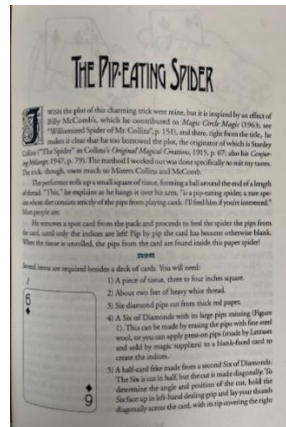 THE PIP-EATING SPIDER
I WISH the plot of this charming trick were mine, but it is inspired by an effect of
Billy McComb's, which he contributed to Magic Circle Magic (1963; see
"Williamized Spider of Mr. Collins", p. 151), and there, right from the title, he
makes it clear that he too borrowed the plot, the originator of which is Stanley
Collins ("The Spider" in Collins's Original Magical Creations, 1915, p. 67; also his Conjur-
ing Mélange, 1947, p. 79). The method I worked out was done specifically to suit my tastes.
The trick, though, owes much to Misters Collins and McComb.
The performer rolls up a small square of tissue, forming a ball around the end of a length
of thread. "This," he explains as he hangs it over his arm, "is a pip-eating spider, a rare spe-
cies whose diet consists strictly of the pips from playing cards. I'll feed him if you're interested."
Most people are.
He removes a spot card from the pack and proceeds to feed the spider the pips from
the card, until only the indices are left! Pip by pip the card has become otherwise blank.
When the tissue is unrolled, the pips from the card are found inside this paper spider!
Several items are required besides a deck of cards. You will need:
1
1) A piece of tissue, three to four inches square.
2) About two feet of heavy white thread.
3) Six diamond pips cut from thick red paper.
4) A Six of Diamonds with its large pips missing (Figure
1). This can be made by erasing the pips with fine steel
wool, or you can apply press-on pips (made by Letraset
and sold by magic suppliers) to a blank-faced card to
create the indices.
5) A half-card fake made from a second Six of Diamonds.
The Six is cut in half, but the cut is made diagonally. To
determine the angle and position of the cut, hold the
Six face up in left-hand dealing grip and lay your thumb
diagonally across the card, with its tip covering the right
6
6